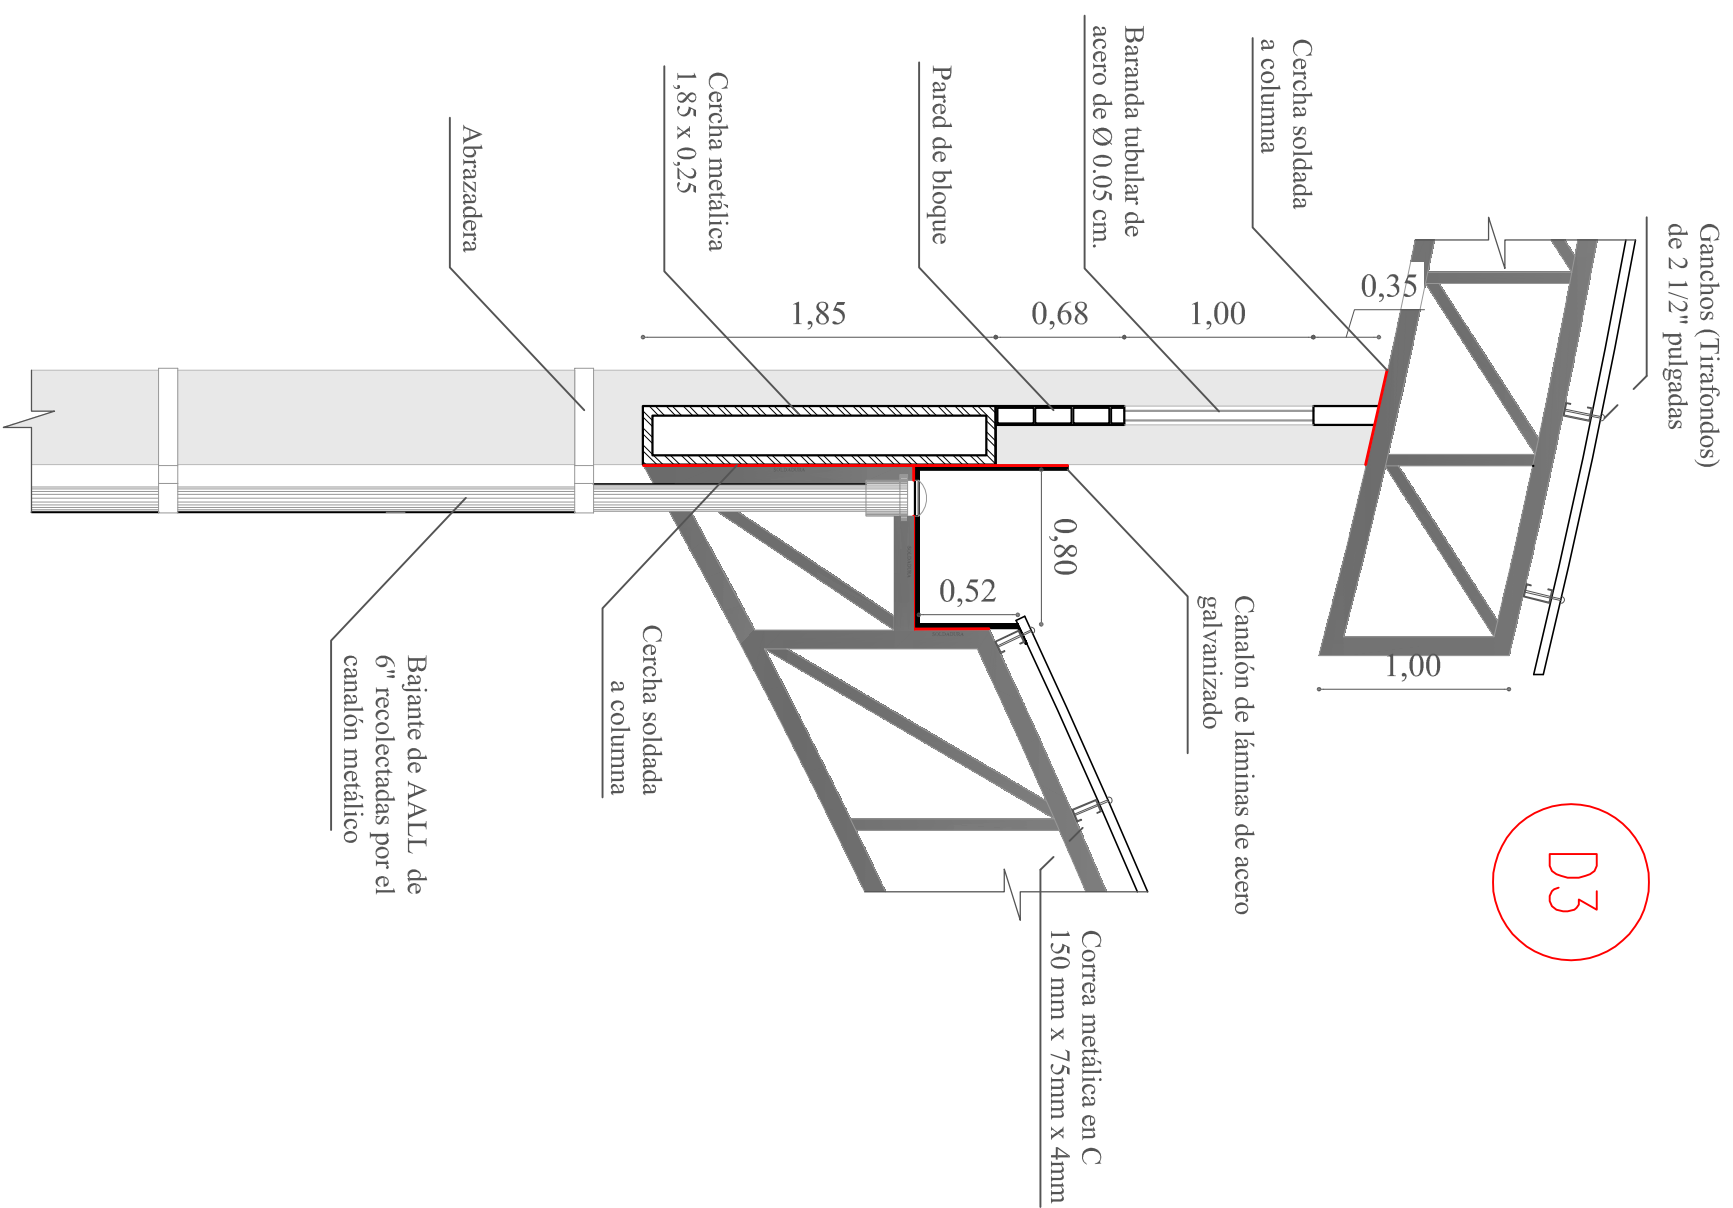 Ganchos (Tirafondos)
de 2 1/2" pulgadas
Cercha soldada
a columna
Baranda tubular de
acero de Ø 0.05 cm.
Pared de bloque
Cercha metálica
1,85 x 0,25
Abrazadera
0,35
1,00
0,68
1,85
1,00
0,80
0,52
Canalón de láminas de acero
galvanizado
Cercha soldada
a columna
Bajante de AALL de
6" recolectadas por el
canalón metálico
Correa metálica en C
150 mm x 75mm x 4mm
D3